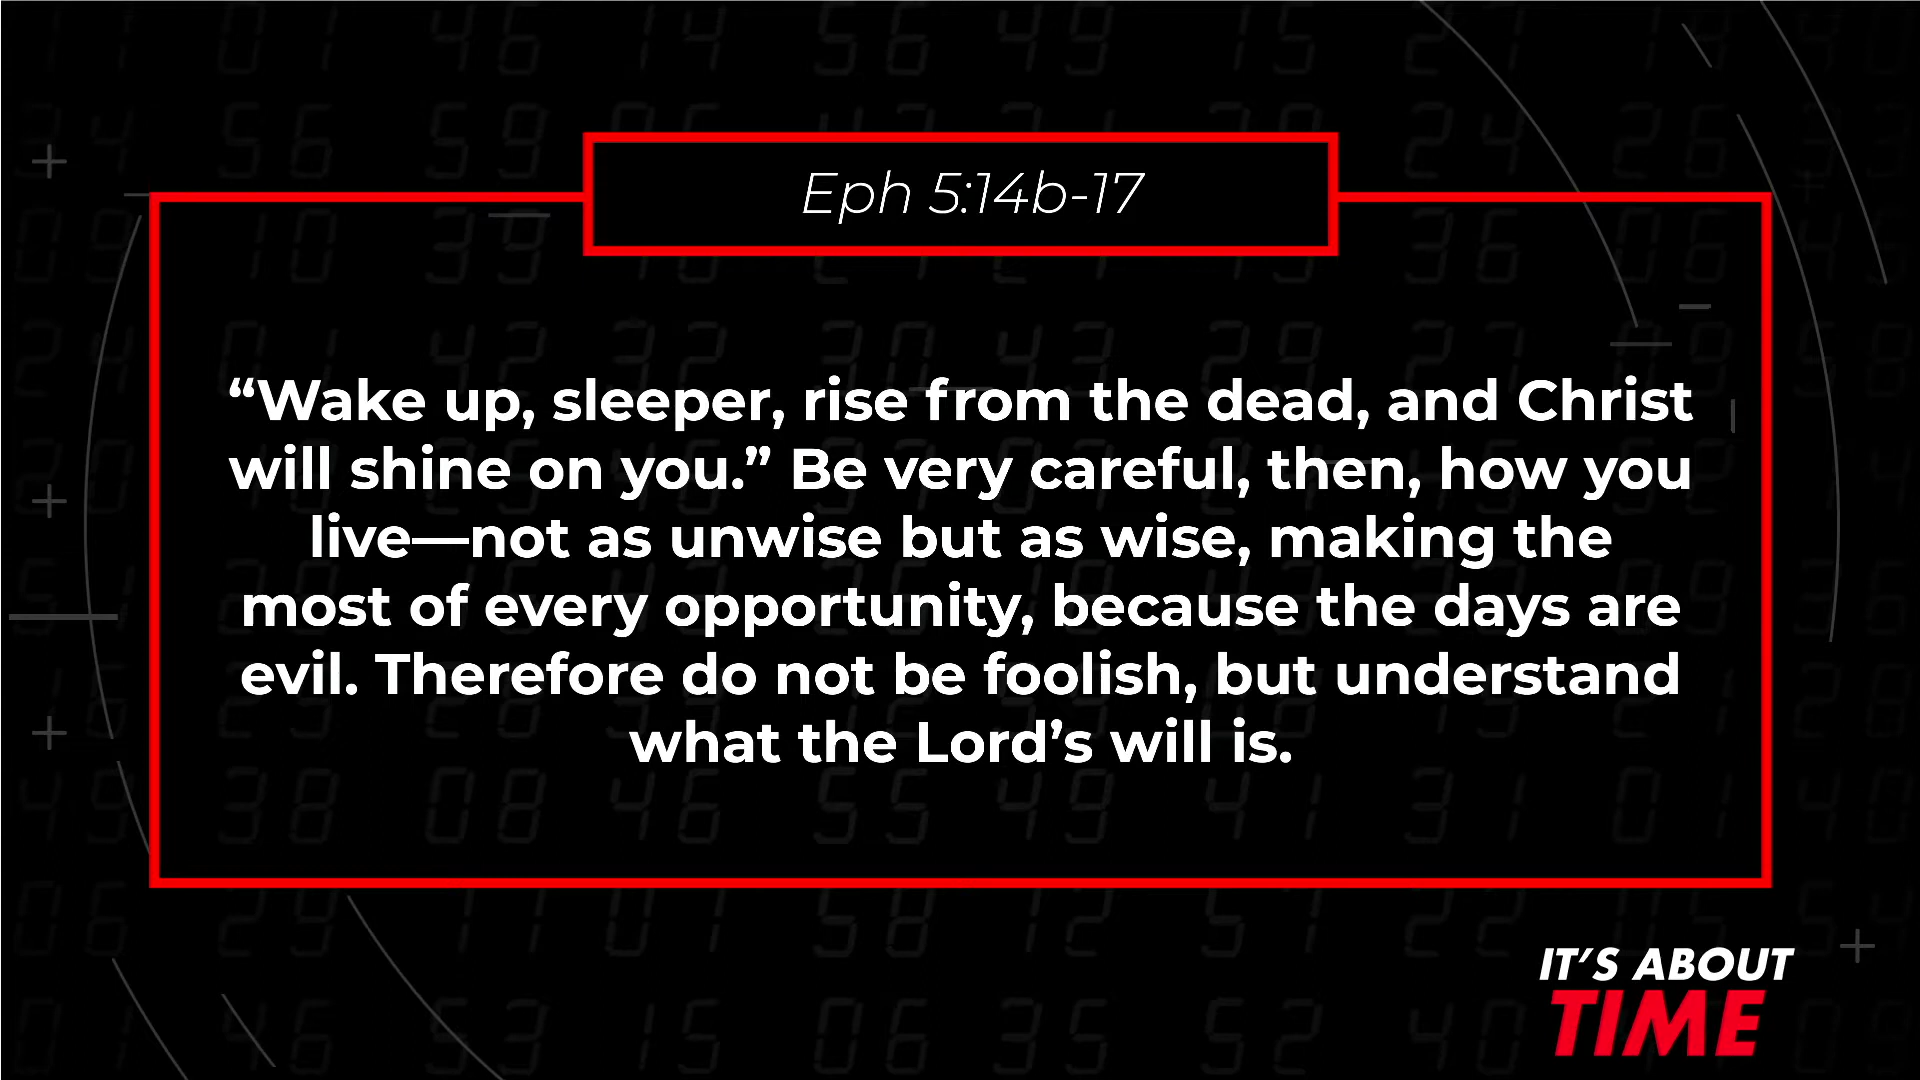 Eph 5:14b-17
“Wake up, sleeper, rise from the dead, and Christ
will shine on you.” Be very careful, then, how you
live—not as unwise but as wise, making the
most of every opportunity, because the days are
evil. Therefore do not be foolish, but understand
what the Lord’s will is.
IT’S ABOUT
TIME